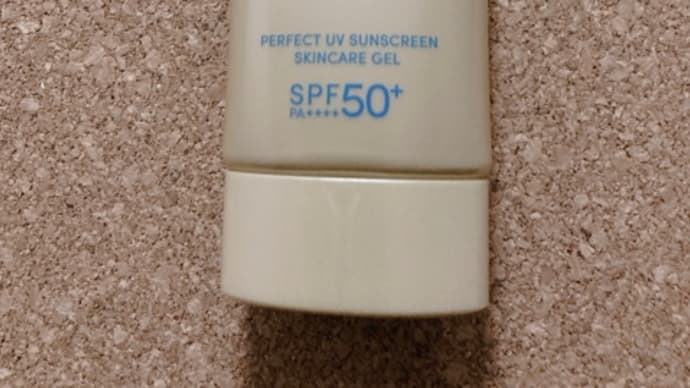 PERFECT UV SUNSCREEN
SKINCARE GEL
SPF50+
PA++++